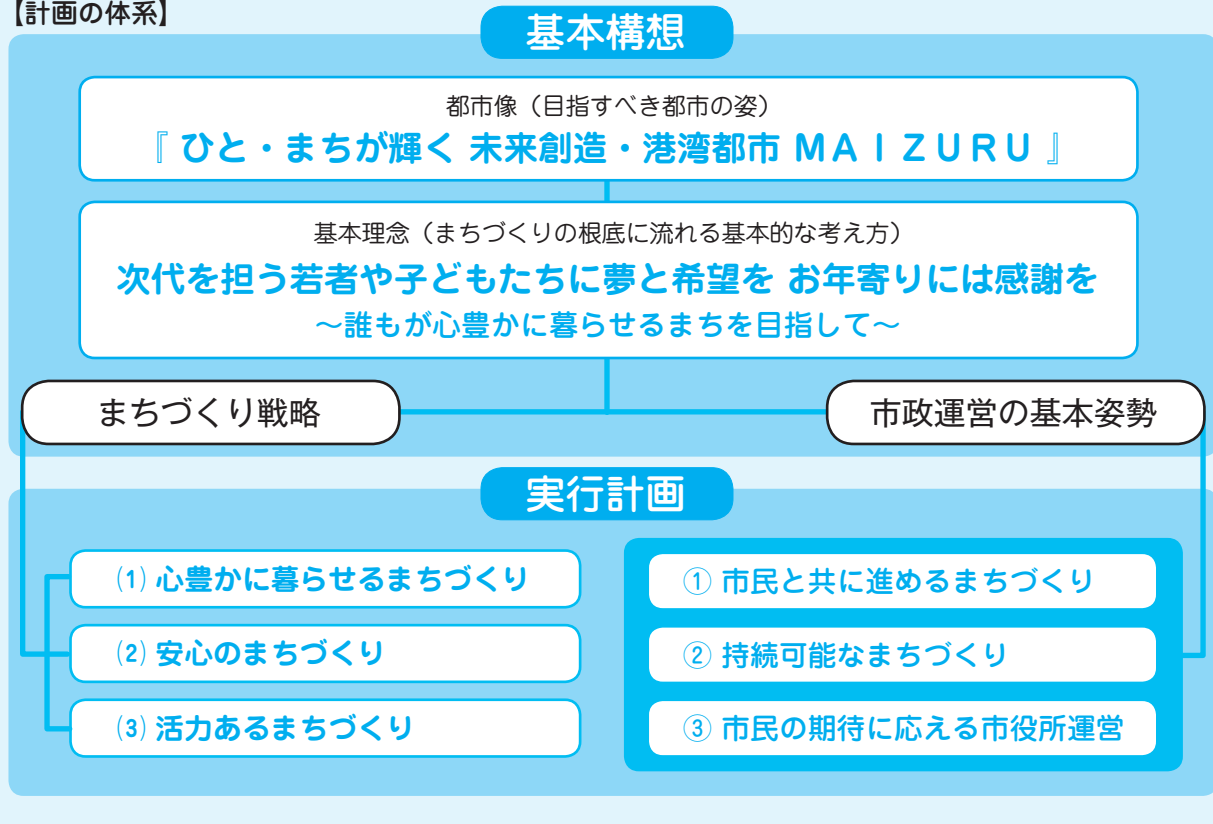 【計画の体系】
基本構想
都市像（目指すべき都市の姿）
『 ひと・まちが輝く 未来創造・港湾都市 ＭＡＩＺＵＲＵ 』
基本理念（まちづくりの根底に流れる基本的な考え方）
次代を担う若者や子どもたちに夢と希望を お年寄りには感謝を
～誰もが心豊かに暮らせるまちを目指して～
まちづくり戦略
市政運営の基本姿勢
実行計画
⑴ 心豊かに暮らせるまちづくり
⑵ 安心のまちづくり
⑶ 活力あるまちづくり
① 市民と共に進めるまちづくり
② 持続可能なまちづくり
③ 市民の期待に応える市役所運営